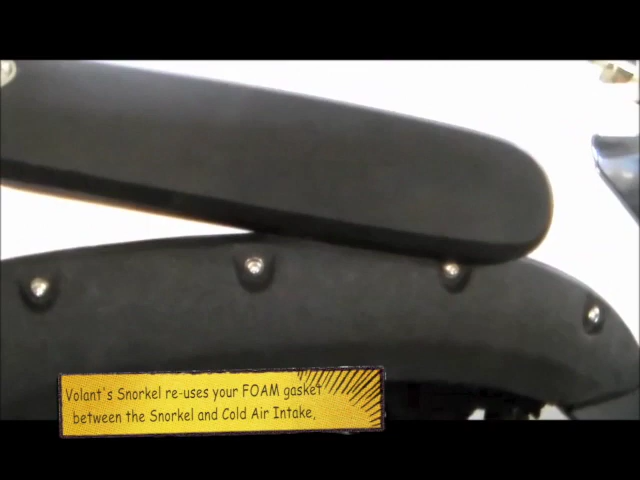 Volant's Snorkel re-uses your FOAM gasket
between the Snorkel and Cold Air Intake,